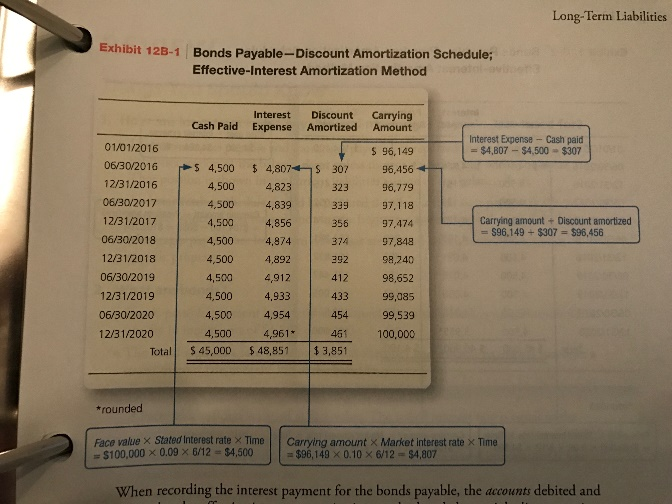 Long-Term Liabilities
Exhibit 12B-1 | Bonds Payable—Discount Amortization Schedule;
Effective-Interest Amortization Method
Cash Paid Interest Expense Discount Amortized Carrying Amount
01/01/2016 $ 96,149
06/30/2016 $ 4,500 $ 4,807 $ 307 96,456
12/31/2016 4,500 4,823 323 96,779
06/30/2017 4,500 4,839 339 97,118
12/31/2017 4,500 4,856 356 97,474
06/30/2018 4,500 4,874 374 97,848
12/31/2018 4,500 4,892 392 98,240
06/30/2019 4,500 4,912 412 98,652
12/31/2019 4,500 4,933 433 99,085
06/30/2020 4,500 4,954 454 99,539
12/31/2020 4,500 4,961* 461 100,000
Total $ 45,000 $ 48,851 $ 3,851
Interest Expense − Cash paid
= $4,807 − $4,500 = $307
Carrying amount + Discount amortized
= $96,149 + $307 = $96,456
*rounded
Face value × Stated Interest rate × Time
= $100,000 × 0.09 × 6/12 = $4,500
Carrying amount × Market interest rate × Time
= $96,149 × 0.10 × 6/12 = $4,807
When recording the interest payment for the bonds payable, the accounts debited and